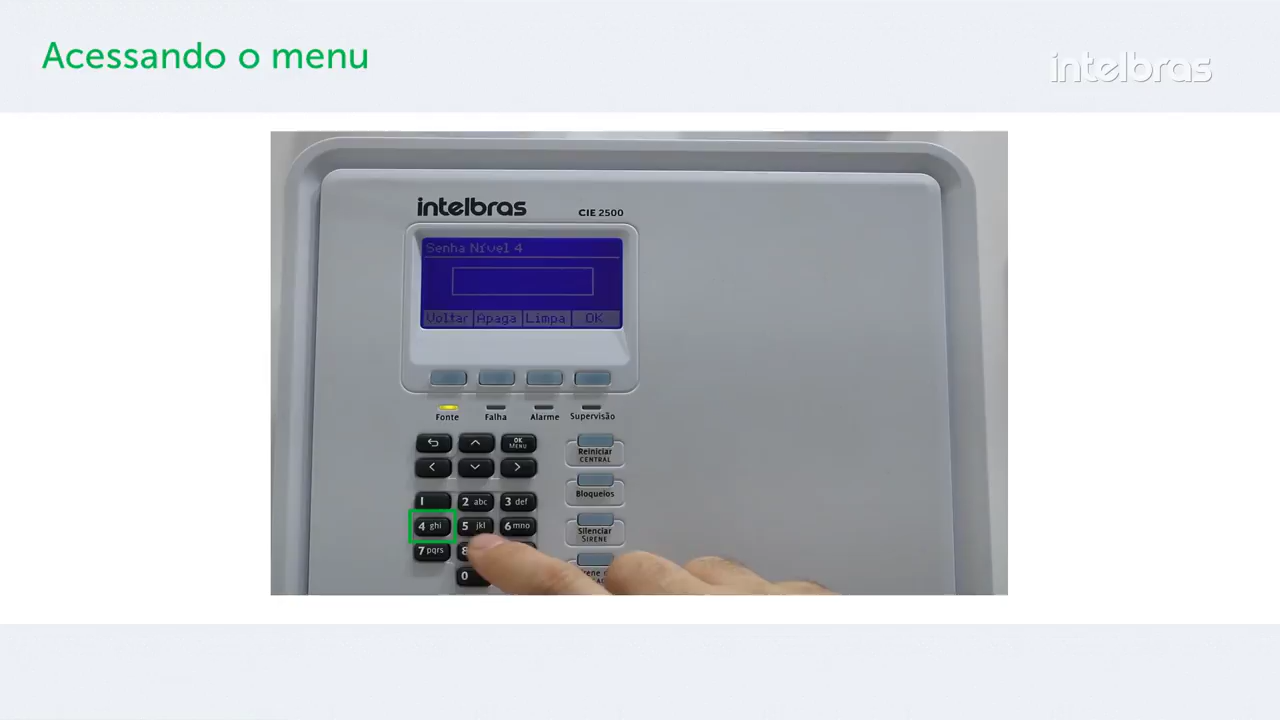 Acessando o menu
intelbras
intelbras
CIE 2500
Senha Nível 4
Voltar Apaga Limpa OK
Fonte Falha Alarme Supervisão
OK
MENU
Reiniciar
CENTRAL
1 2 abc 3 def
Bloqueios
4 ghi 5 jkl 6 mno
Silenciar
SIRENE
7 pqrs 8
0